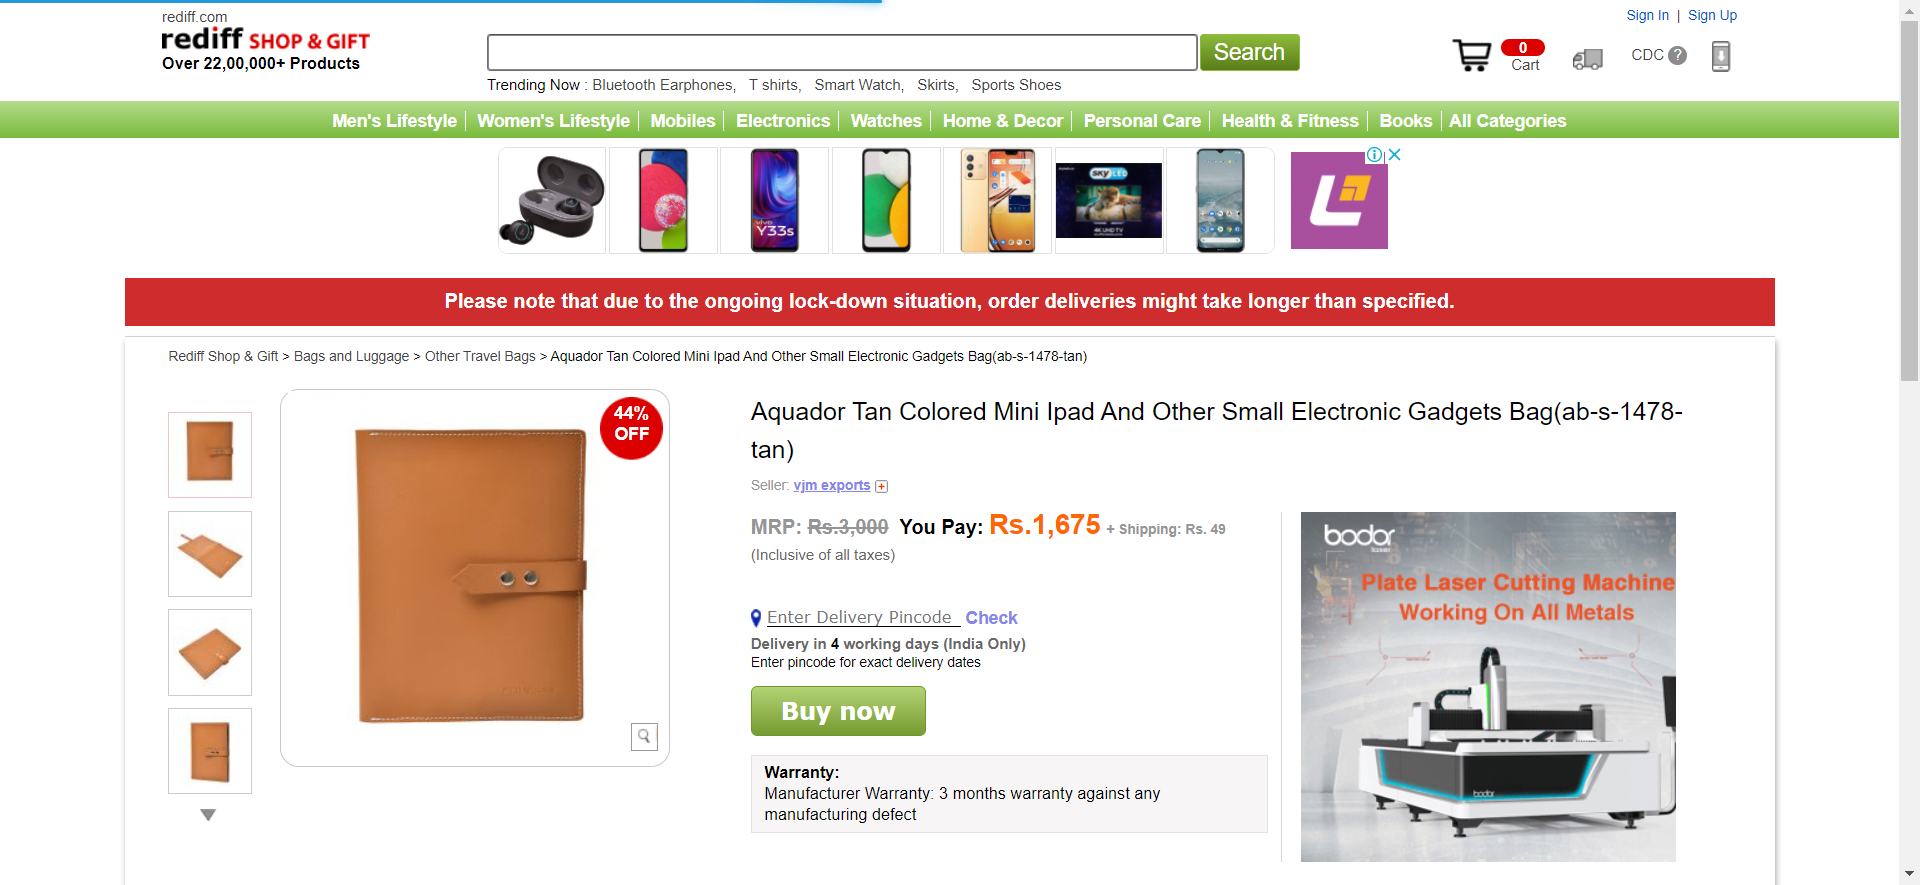 rediff.com
rediff SHOP & GIFT
Over 22,00,000+ Products
Search
Trending Now : Bluetooth Earphones, T shirts, Smart Watch, Skirts, Sports Shoes
Sign In | Sign Up
0
Cart
CDC ?
Men's Lifestyle Women's Lifestyle Mobiles Electronics Watches Home & Decor Personal Care Health & Fitness Books All Categories
vivo
Y33s
SKY LED
4K UHD TV
Please note that due to the ongoing lock-down situation, order deliveries might take longer than specified.
Rediff Shop & Gift > Bags and Luggage > Other Travel Bags > Aquador Tan Colored Mini Ipad And Other Small Electronic Gadgets Bag(ab-s-1478-tan)
44%
OFF
Aquador Tan Colored Mini Ipad And Other Small Electronic Gadgets Bag(ab-s-1478-
tan)
Seller: vjm exports
MRP: Rs.3,000 You Pay: Rs.1,675 + Shipping: Rs. 49
(Inclusive of all taxes)
Enter Delivery Pincode Check
Delivery in 4 working days (India Only)
Enter pincode for exact delivery dates
Buy now
Warranty:
Manufacturer Warranty: 3 months warranty against any
manufacturing defect
bodor
laser
Plate Laser Cutting Machine
Working On All Metals
bodor